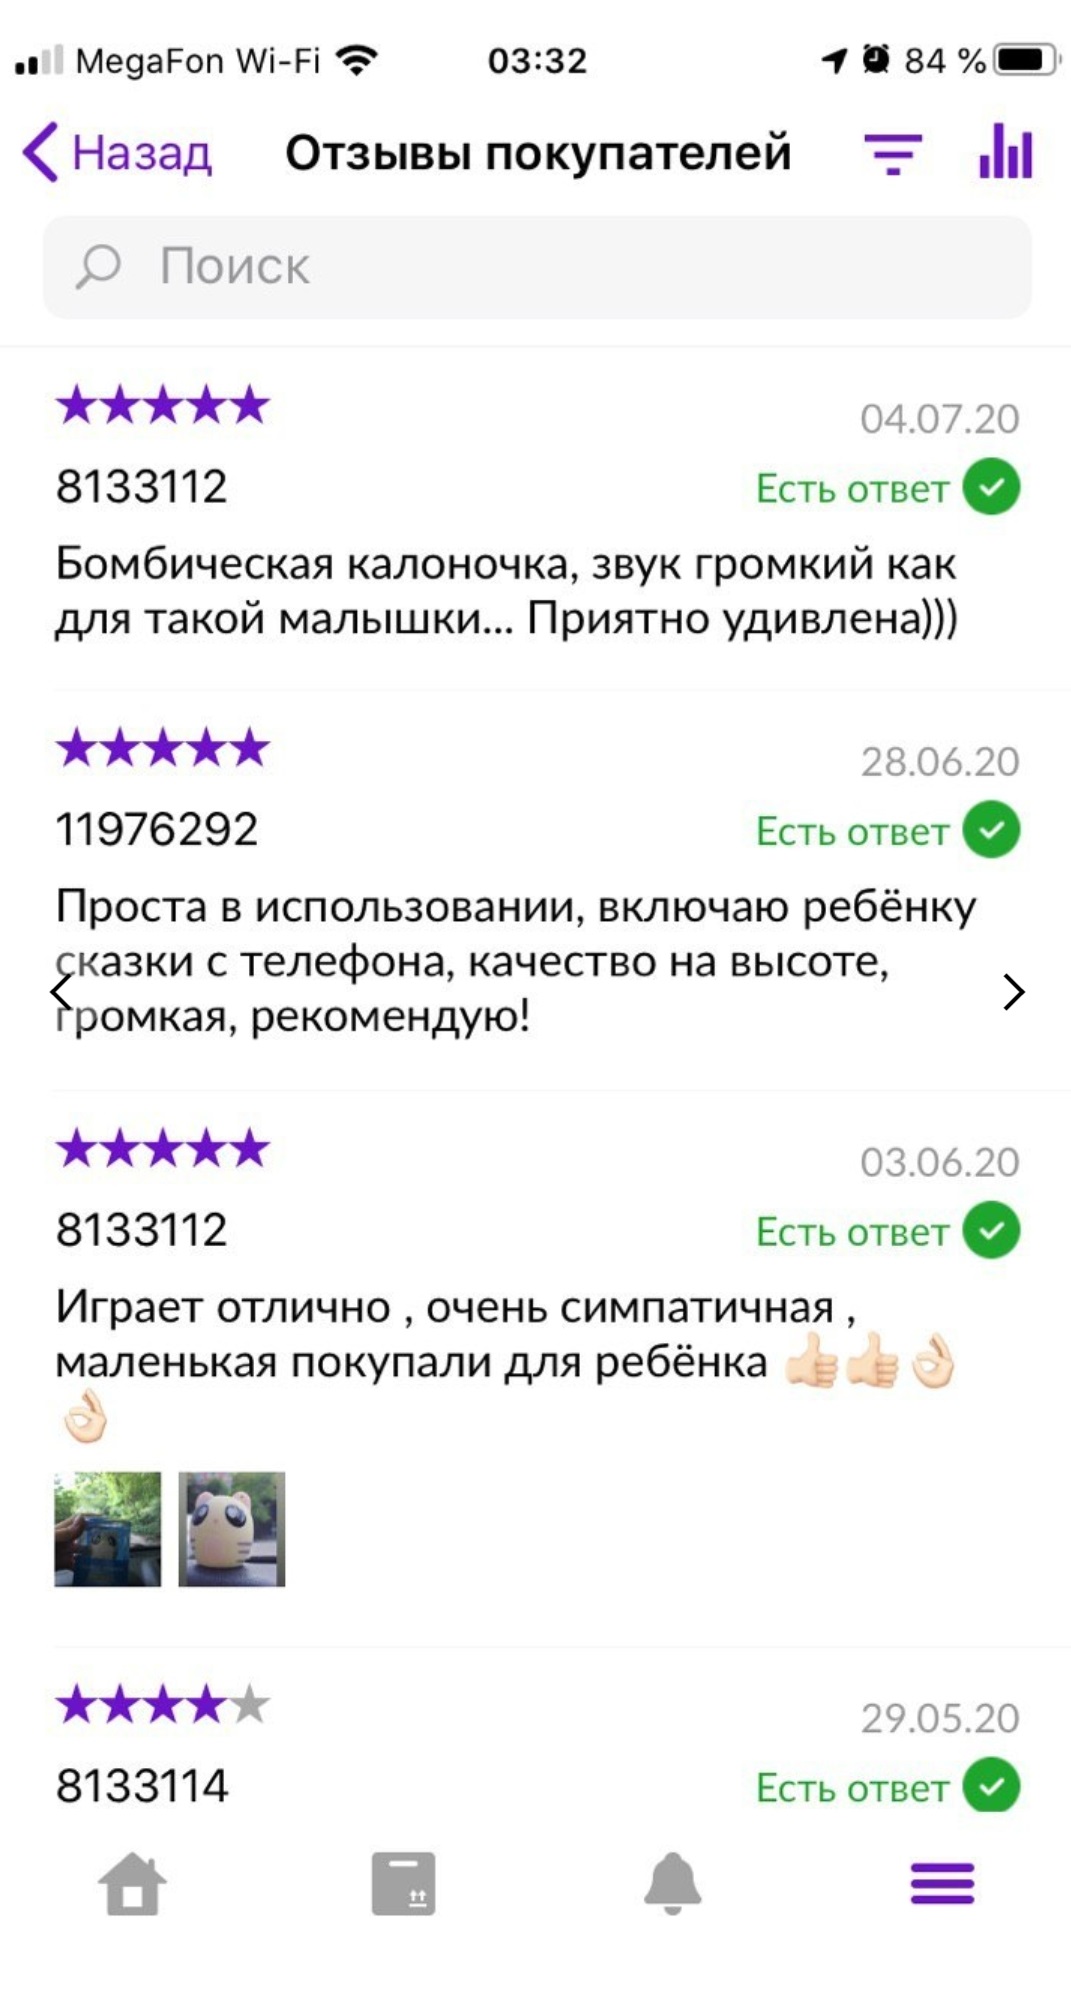 MegaFon Wi-Fi 03:32 84 %
Назад Отзывы покупателей
Поиск
04.07.20
8133112 Есть ответ
Бомбическая калоночка, звук громкий как
для такой малышки... Приятно удивлена)))
28.06.20
11976292 Есть ответ
Проста в использовании, включаю ребёнку
сказки с телефона, качество на высоте,
громкая, рекомендую!
03.06.20
8133112 Есть ответ
Играет отлично , очень симпатичная ,
маленькая покупали для ребёнка 👍🏻👍🏻👌🏻
👌🏻
29.05.20
8133114 Есть ответ